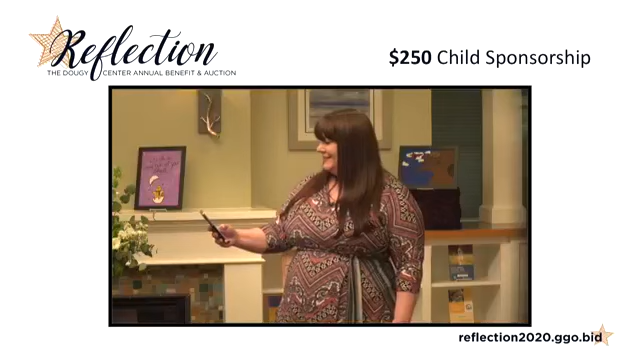 Reflection
THE DOUGY CENTER ANNUAL BENEFIT & AUCTION
$250 Child Sponsorship
reflection2020.ggo.bid